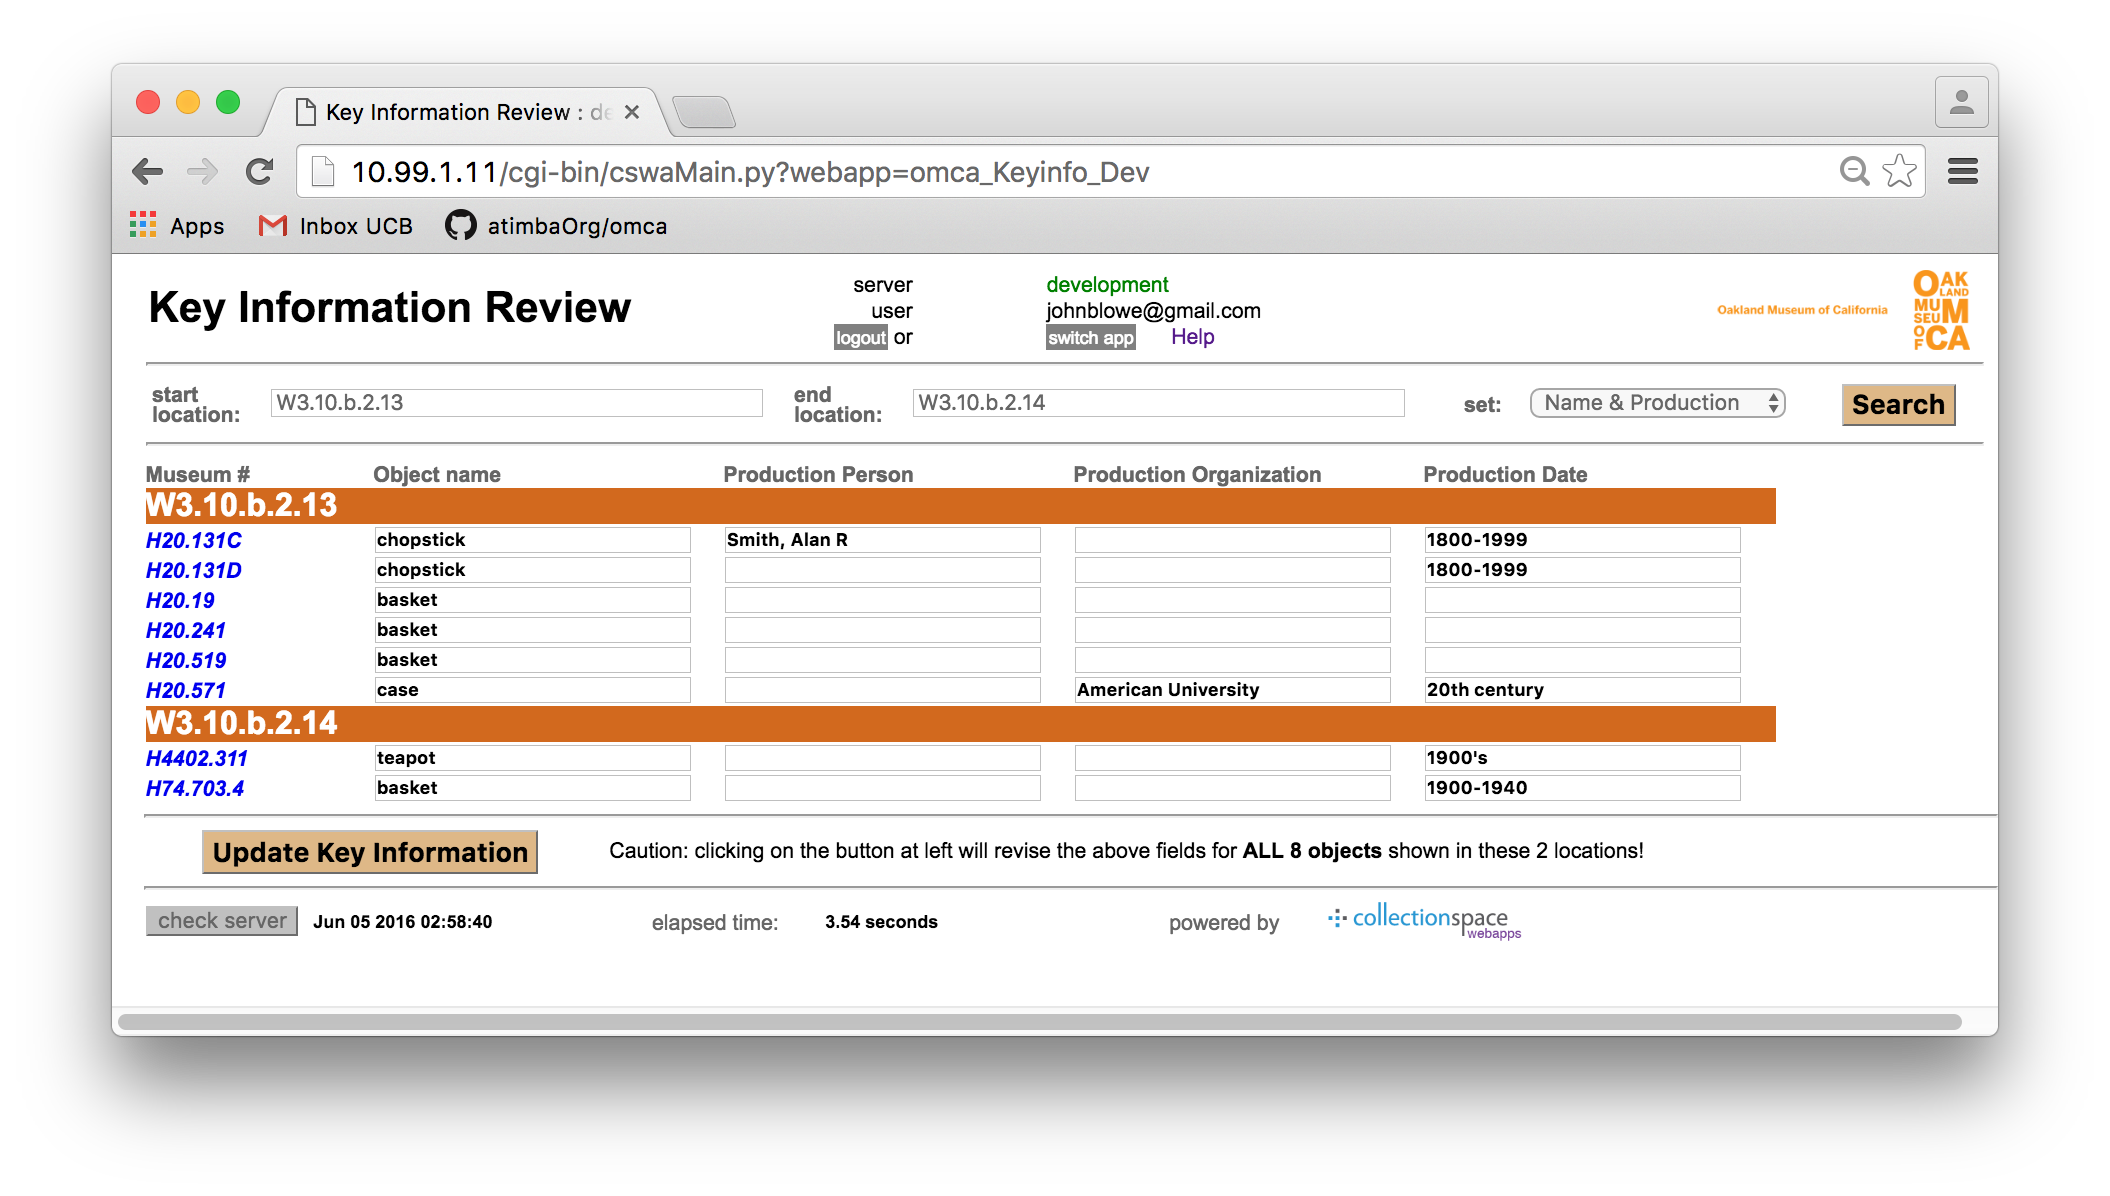 Key Information Review : de
10.99.1.11/cgi-bin/cswaMain.py?webapp=omca_Keyinfo_Dev
Apps Inbox UCB atimbaOrg/omca
Key Information Review
server development
user johnblowe@gmail.com
logout or switch app Help
Oakland Museum of California
OAK
LAND
MU
SEUM
OF CA
start location: W3.10.b.2.13 end location: W3.10.b.2.14 set: Name & Production Search
Museum # Object name Production Person Production Organization Production Date
W3.10.b.2.13
H20.131C chopstick Smith, Alan R 1800-1999
H20.131D chopstick 1800-1999
H20.19 basket
H20.241 basket
H20.519 basket
H20.571 case American University 20th century
W3.10.b.2.14
H4402.311 teapot 1900's
H74.703.4 basket 1900-1940
Update Key Information Caution: clicking on the button at left will revise the above fields for ALL 8 objects shown in these 2 locations!
check server Jun 05 2016 02:58:40 elapsed time: 3.54 seconds powered by collectionspace
webapps